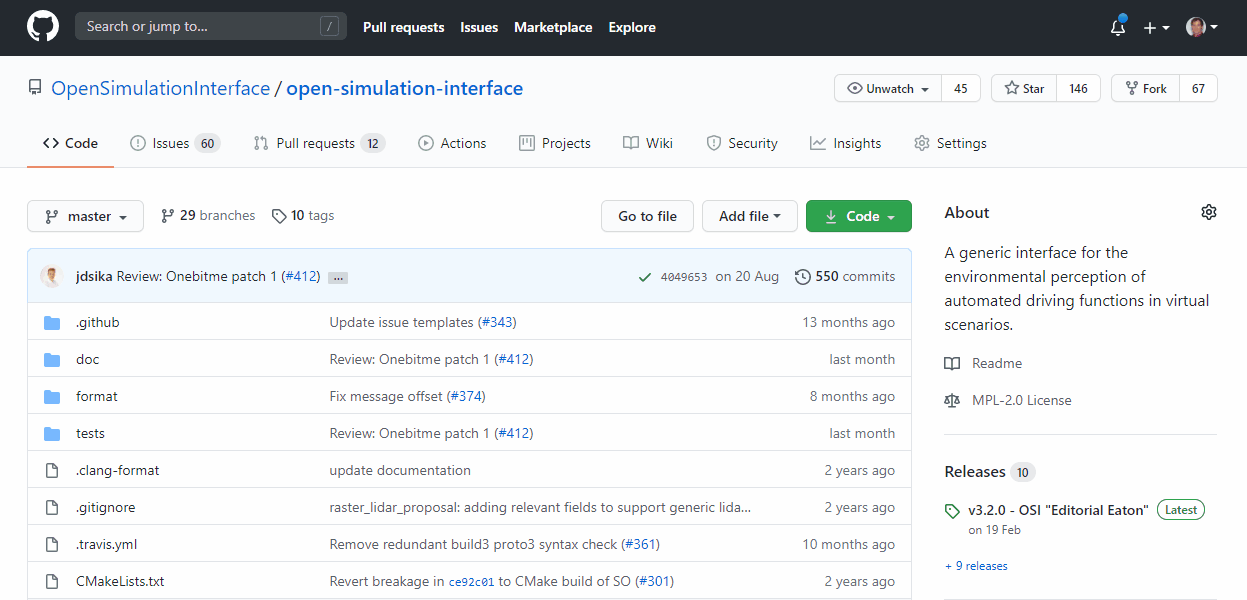 Search or jump to... / Pull requests Issues Marketplace Explore
OpenSimulationInterface / open-simulation-interface Unwatch 45 Star 146 Fork 67
Code Issues 60 Pull requests 12 Actions Projects Wiki Security Insights Settings
master 29 branches 10 tags Go to file Add file Code
jdsika Review: Onebitme patch 1 (#412) ... 4049653 on 20 Aug 550 commits
.github Update issue templates (#343) 13 months ago
doc Review: Onebitme patch 1 (#412) last month
format Fix message offset (#374) 8 months ago
tests Review: Onebitme patch 1 (#412) last month
.clang-format update documentation 2 years ago
.gitignore raster_lidar_proposal: adding relevant fields to support generic lida... 2 years ago
.travis.yml Remove redundant build3 proto3 syntax check (#361) 10 months ago
CMakeLists.txt Revert breakage in ce92c01 to CMake build of SO (#301) 2 years ago
About
A generic interface for the
environmental perception of
automated driving functions in virtual
scenarios.
Readme
MPL-2.0 License
Releases 10
v3.2.0 - OSI "Editorial Eaton" Latest
on 19 Feb
+ 9 releases